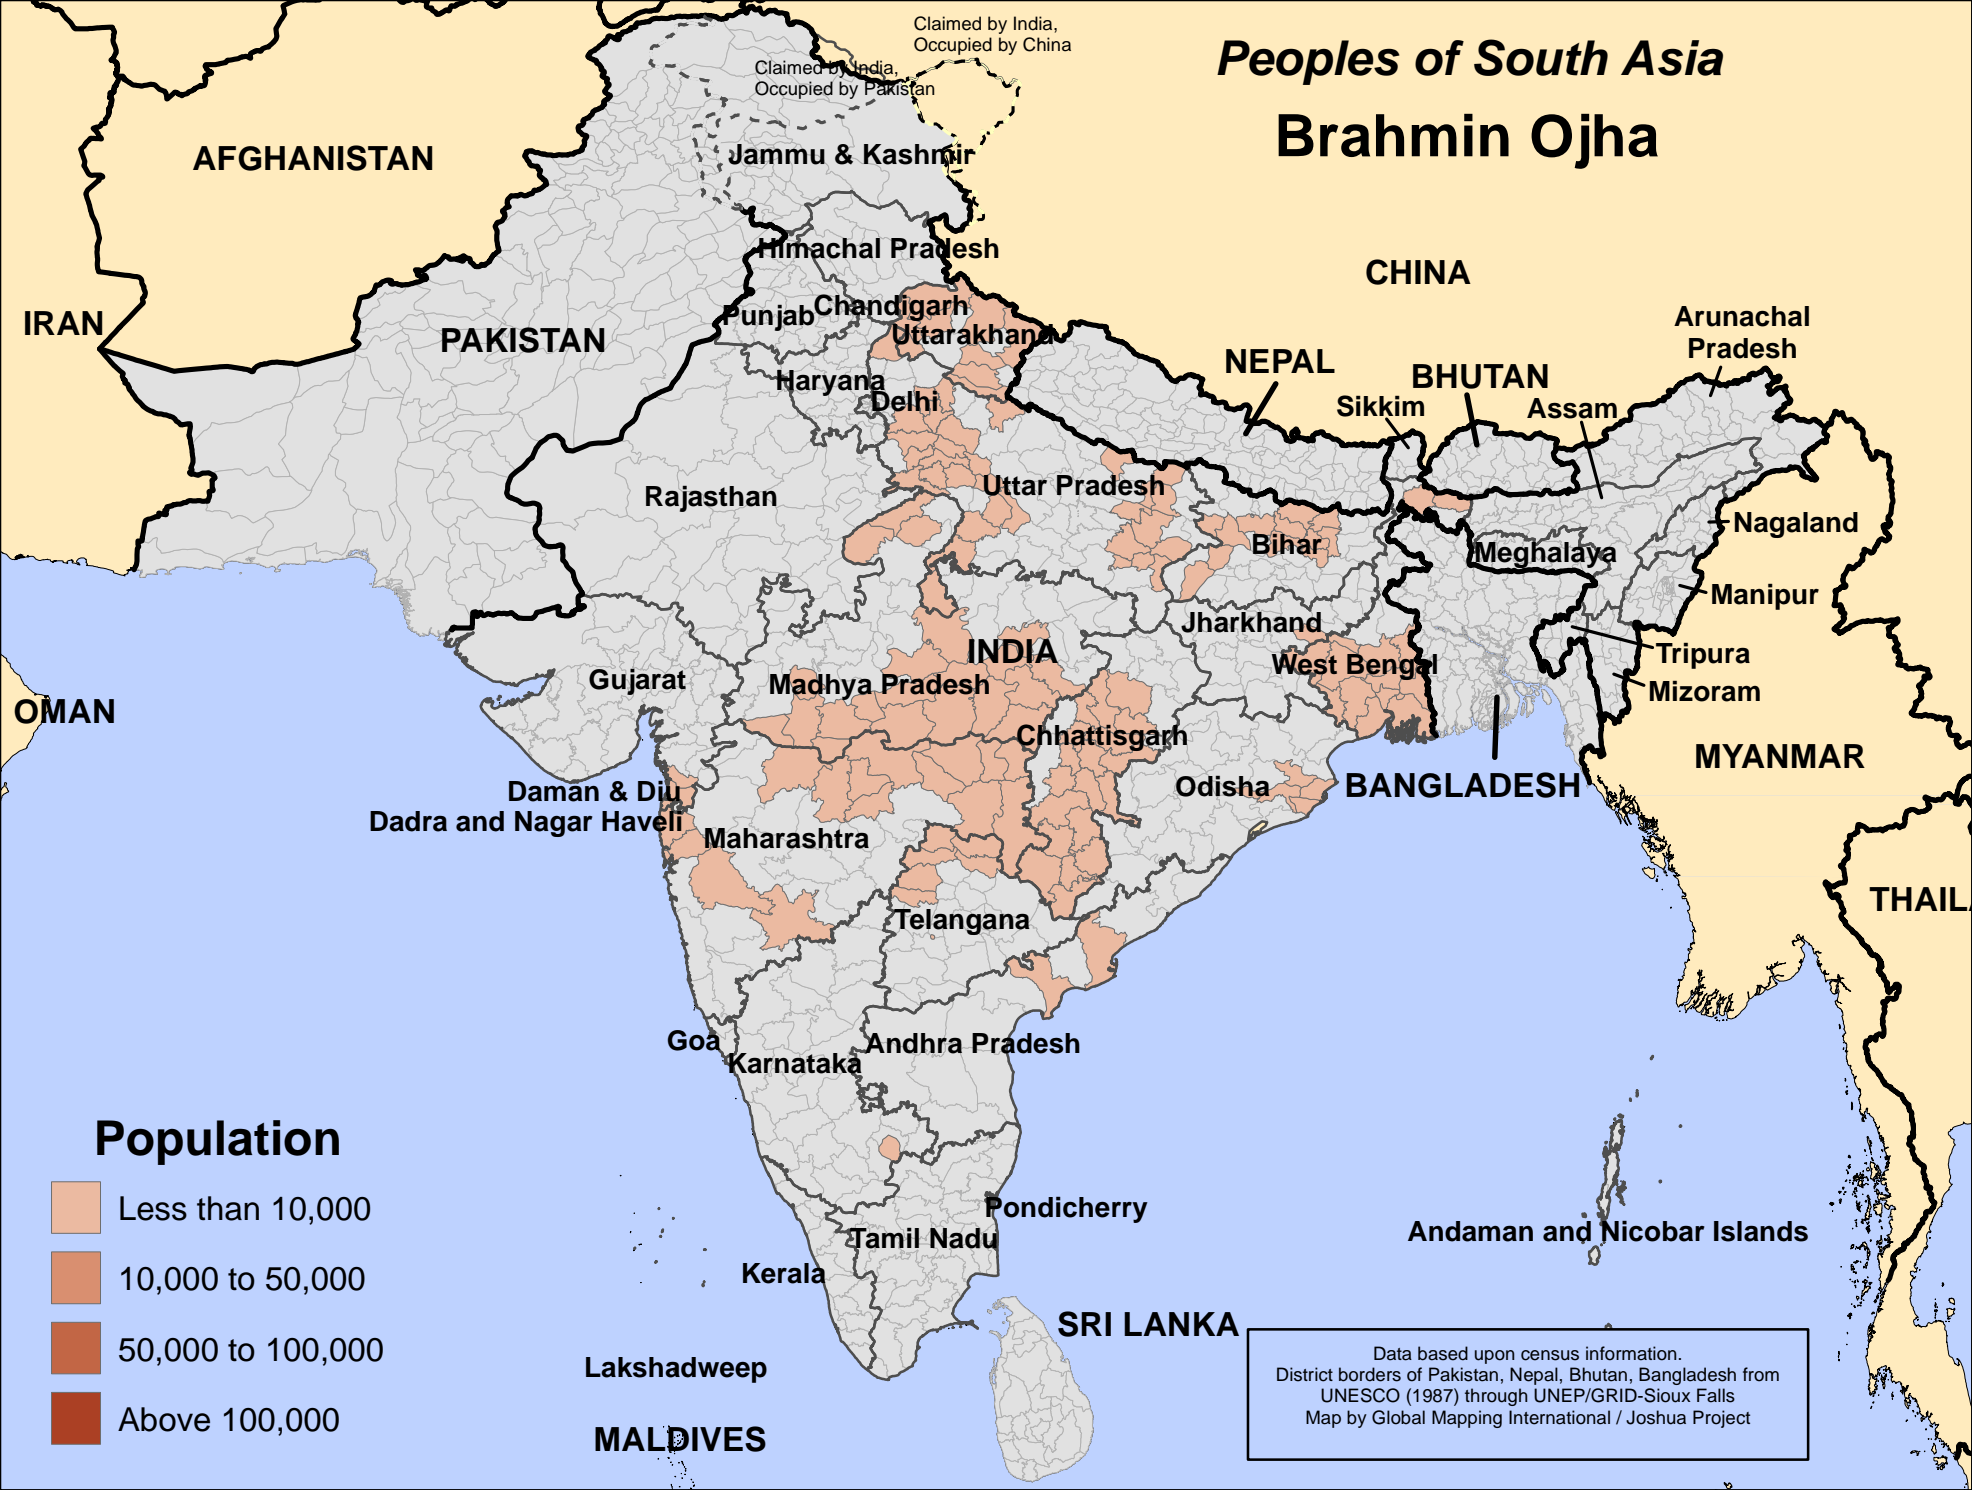 Claimed by India,
Occupied by China
Peoples of South Asia
Claimed by India,
Occupied by Pakistan
Brahmin Ojha
AFGHANISTAN
Jammu & Kashmir
Himachal Pradesh
CHINA
IRAN
PAKISTAN
Punjab
Chandigarh
Uttarakhand
Arunachal
Pradesh
NEPAL
BHUTAN
Haryana
Delhi
Sikkim
Assam
Rajasthan
Uttar Pradesh
Nagaland
Bihar
Meghalaya
Manipur
Jharkhand
INDIA
West Bengal
Tripura
Gujarat
Madhya Pradesh
Mizoram
OMAN
Chhattisgarh
MYANMAR
Daman & Diu
Odisha
BANGLADESH
Dadra and Nagar Haveli
Maharashtra
THAILA
Telangana
Goa
Andhra Pradesh
Karnataka
Pondicherry
Andaman and Nicobar Islands
Tamil Nadu
Kerala
SRI LANKA
Lakshadweep
MALDIVES
Population
Less than 10,000
10,000 to 50,000
50,000 to 100,000
Above 100,000
Data based upon census information.
District borders of Pakistan, Nepal, Bhutan, Bangladesh from
UNESCO (1987) through UNEP/GRID-Sioux Falls
Map by Global Mapping International / Joshua Project